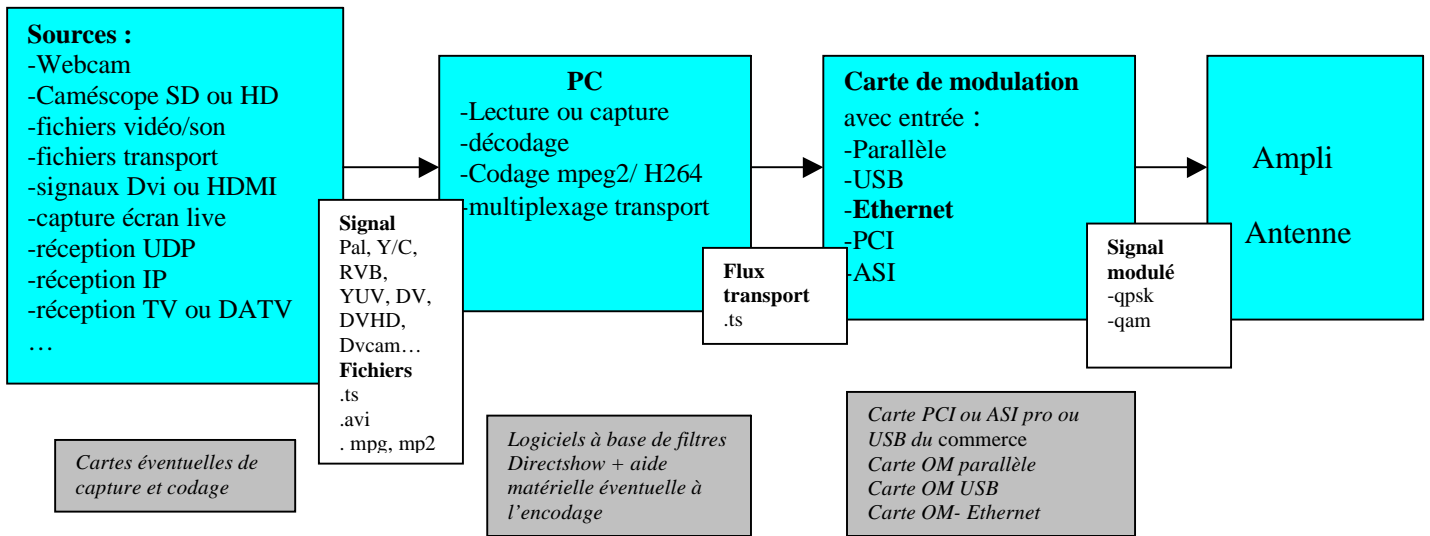 Sources :
-Webcam
-Caméscope SD ou HD
-fichiers vidéo/son
-fichiers transport
-signaux Dvi ou HDMI
-capture écran live
-réception UDP
-réception IP
-réception TV ou DATV
…
Signal
Pal, Y/C,
RVB,
YUV, DV,
DVHD,
Dvcam…
Fichiers
.ts
.avi
. mpg, mp2
PC
-Lecture ou capture
-décodage
-Codage mpeg2/ H264
-multiplexage transport
Flux
transport
.ts
Carte de modulation
avec entrée :
-Parallèle
-USB
-Ethernet
-PCI
-ASI
Signal
modulé
-qpsk
-qam
Ampli
Antenne
Cartes éventuelles de
capture et codage
Logiciels à base de filtres
Directshow + aide
matérielle éventuelle à
l’encodage
Carte PCI ou ASI pro ou
USB du commerce
Carte OM parallèle
Carte OM USB
Carte OM- Ethernet